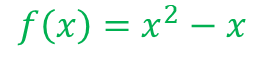 f(x) = x² − x